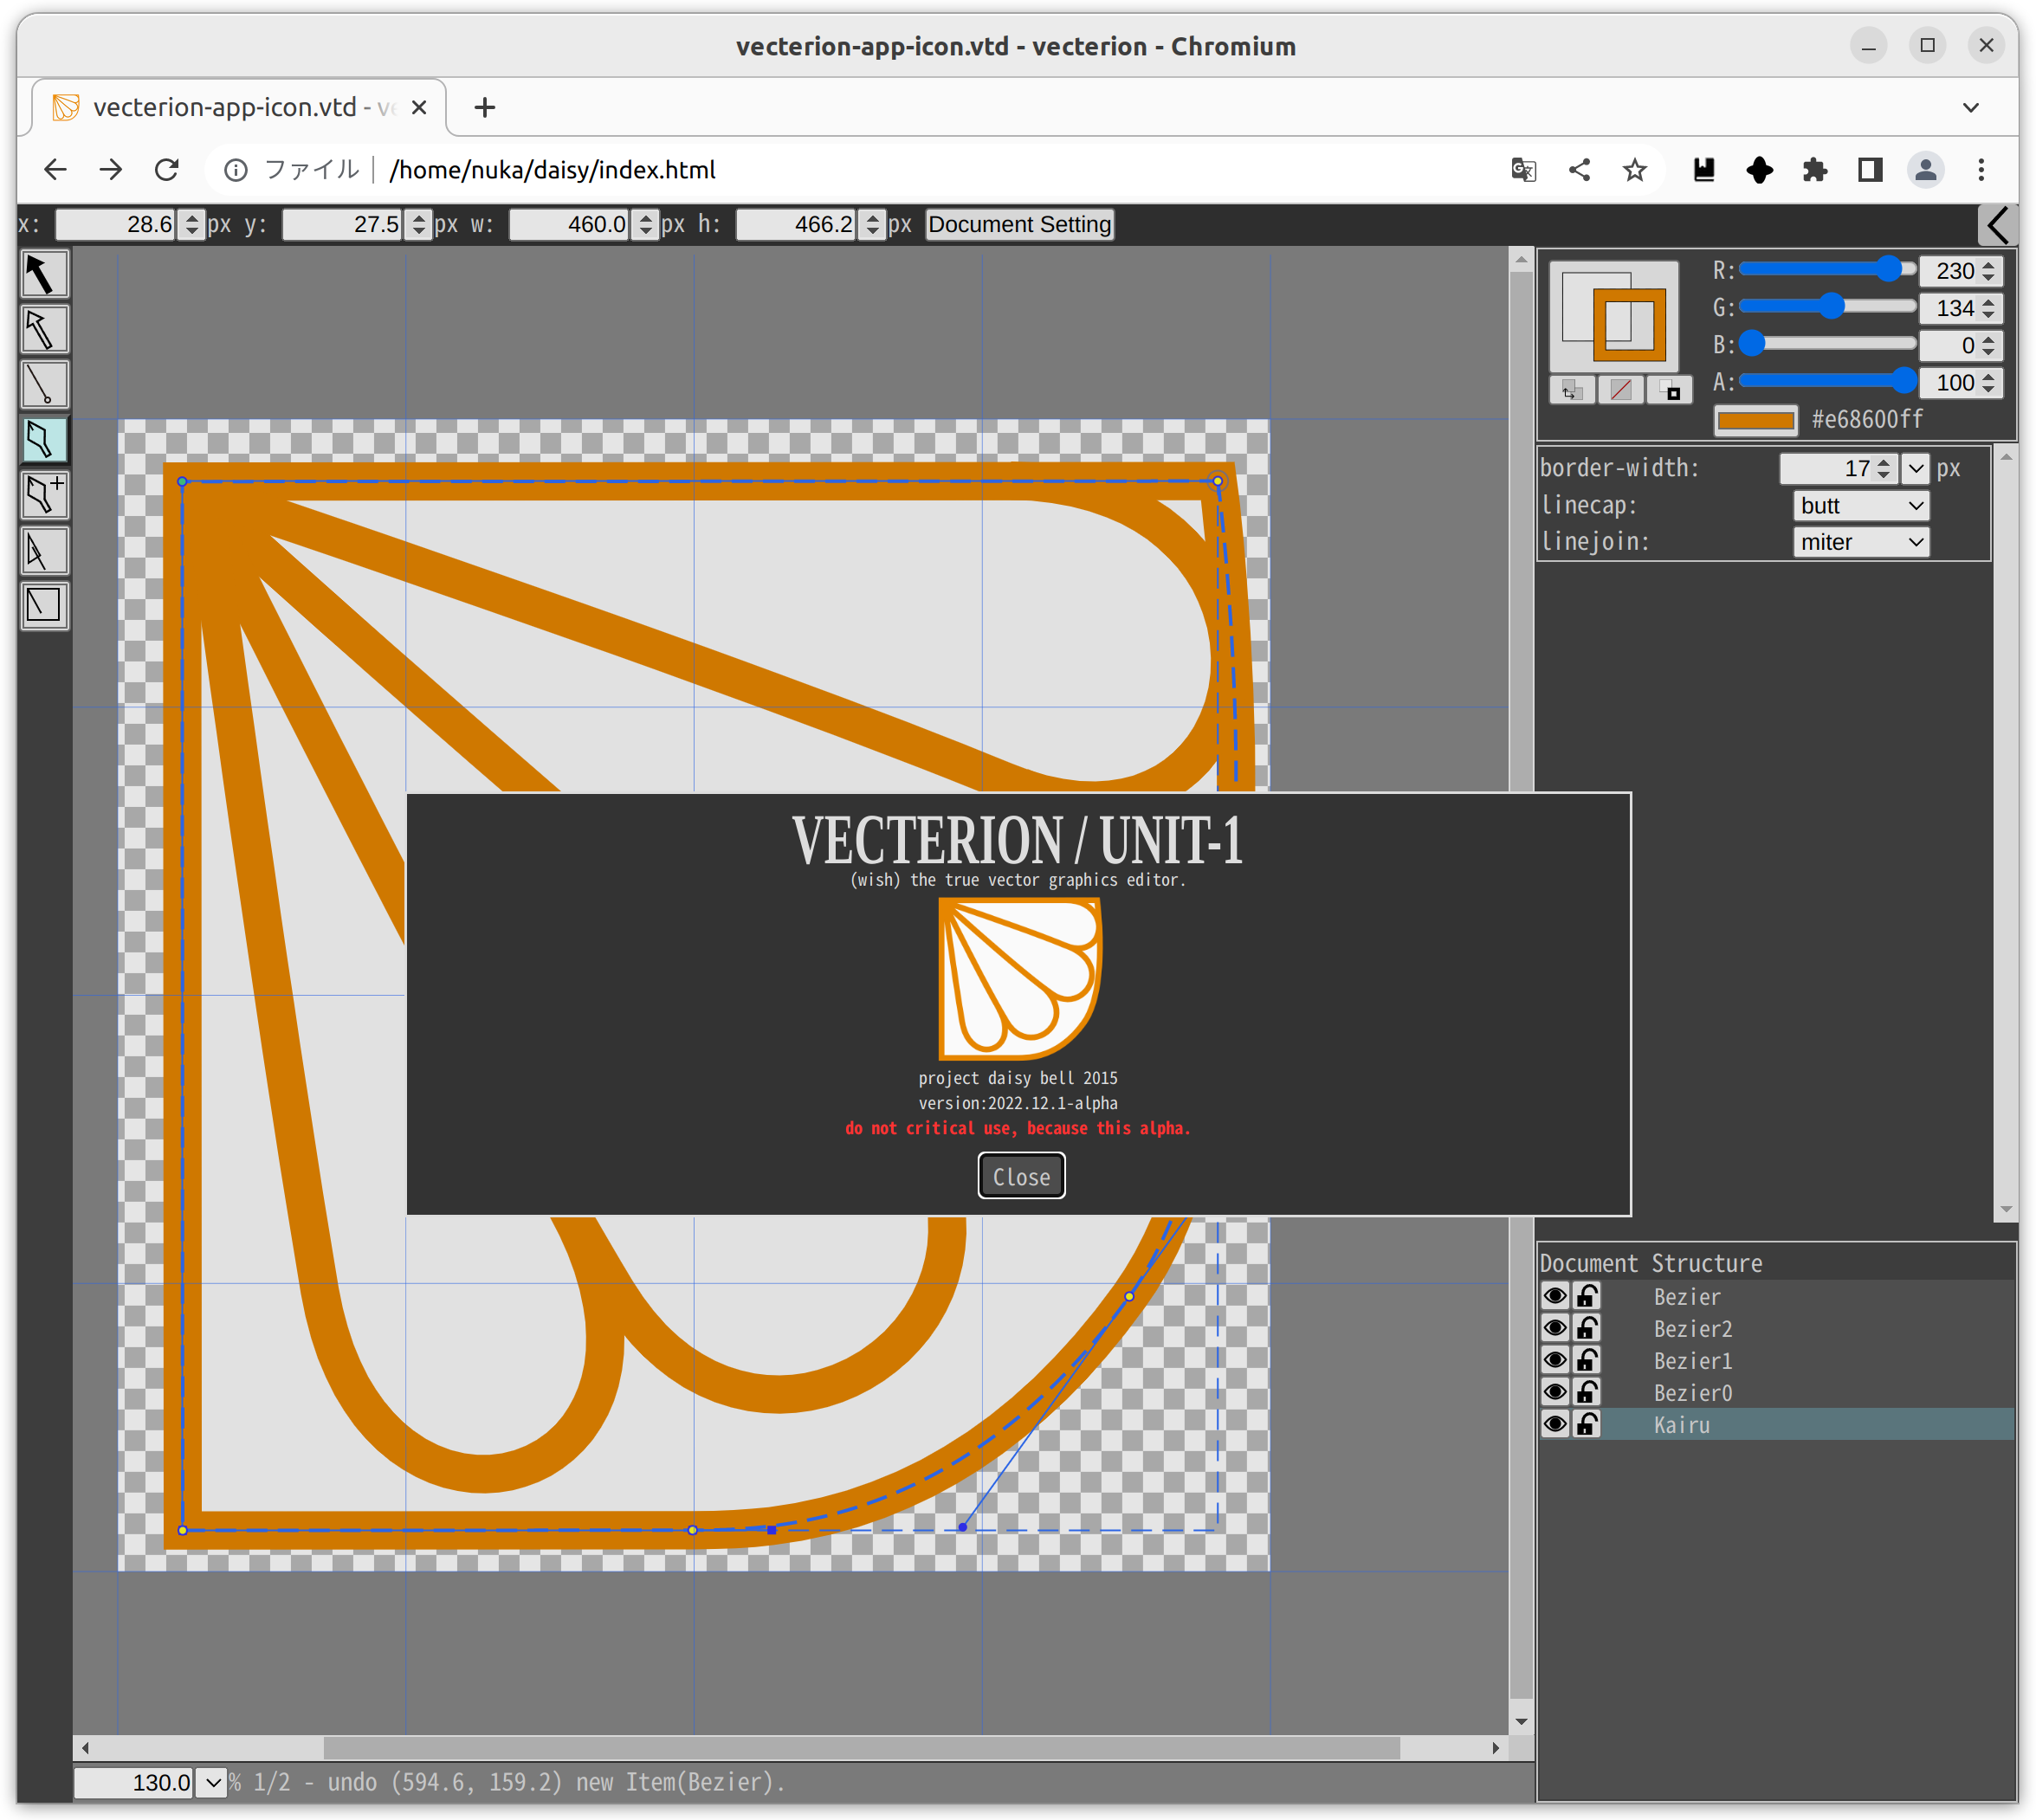 vecterion-app-icon.vtd - vecterion - Chromium
vecterion-app-icon.vtd - ve
ファイル /home/nuka/daisy/index.html
x: 28.6 px y: 27.5 px w: 460.0 px h: 466.2 px Document Setting
R: 230
G: 134
B: 0
A: 100
#e68600ff
border-width: 17 px
linecap: butt
linejoin: miter
VECTERION / UNIT-1
(wish) the true vector graphics editor.
project daisy bell 2015
version:2022.12.1-alpha
do not critical use, because this alpha.
Close
Document Structure
Bezier
Bezier2
Bezier1
Bezier0
Kairu
130.0 % 1/2 - undo (594.6, 159.2) new Item(Bezier).